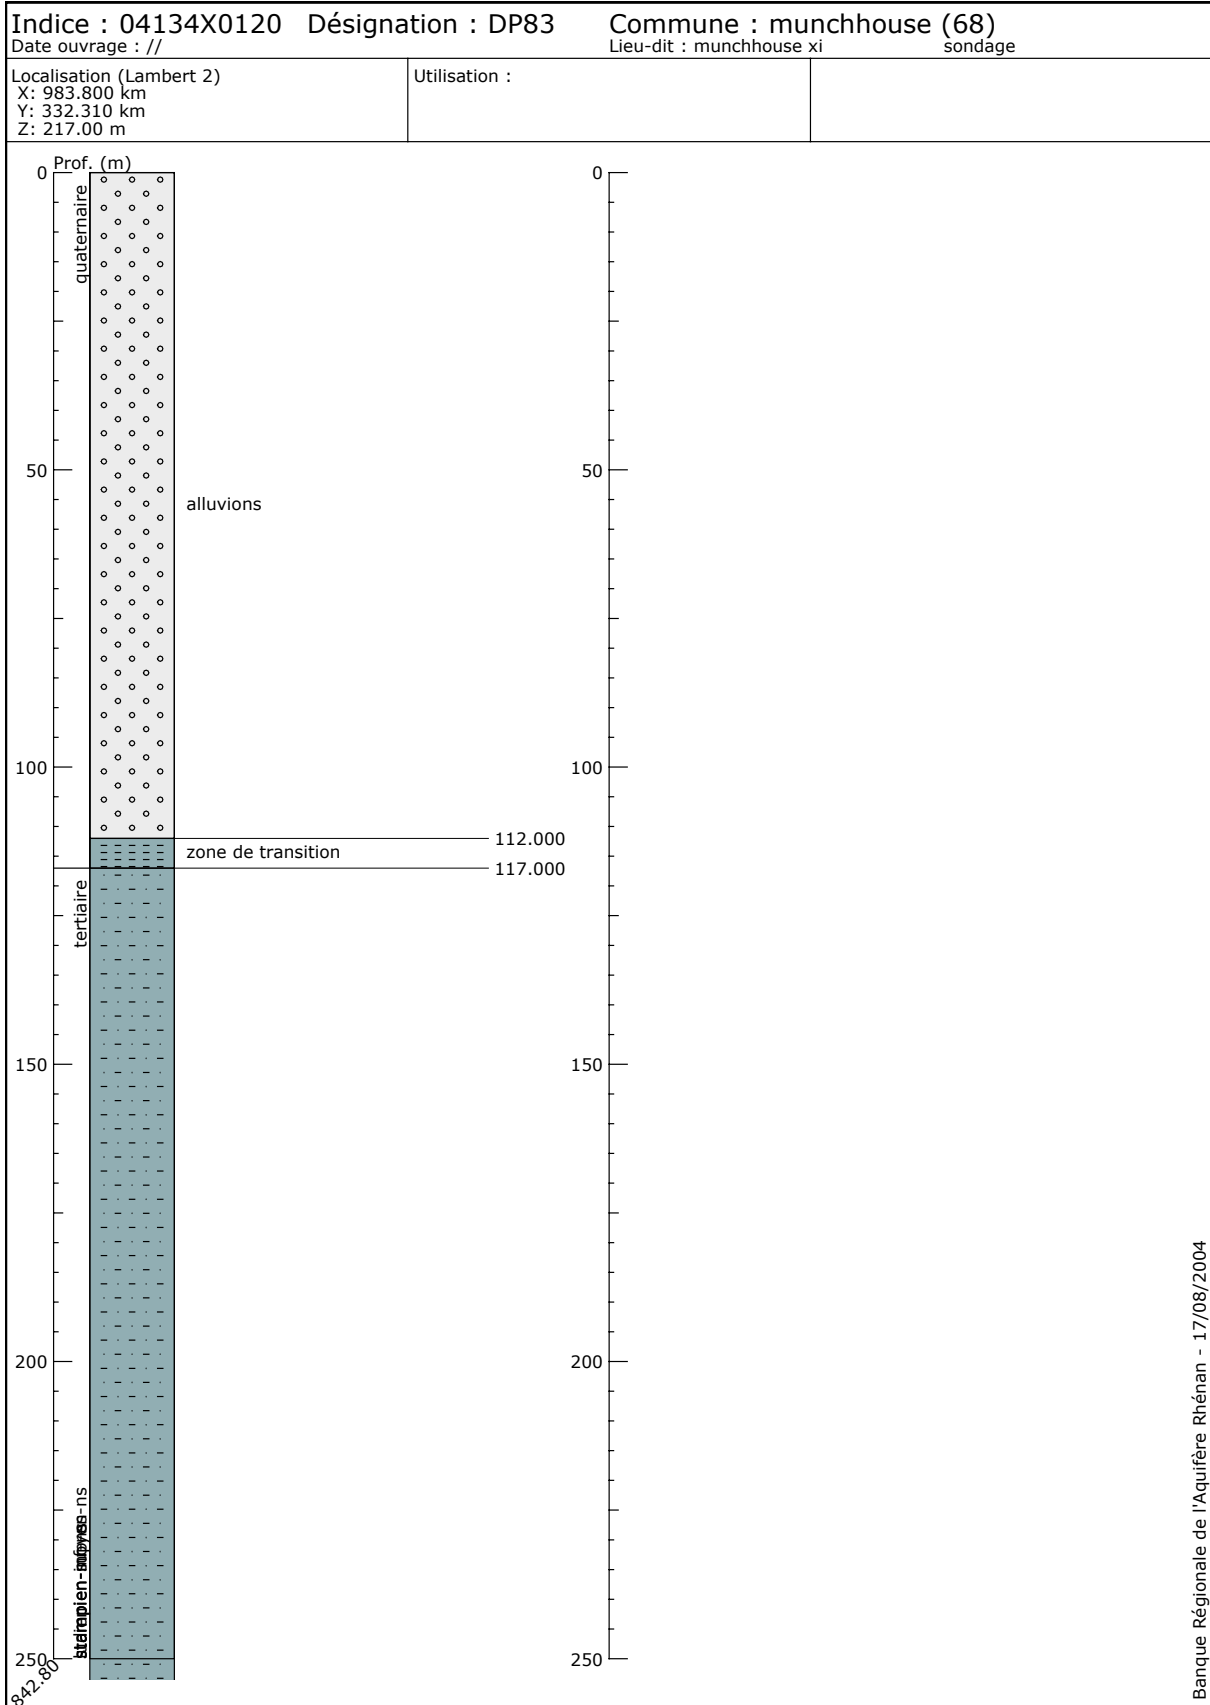 Indice : 04134X0120 Désignation : DP83 Commune : munchhouse (68)
Date ouvrage : // Lieu-dit : munchhouse xi sondage
Localisation (Lambert 2) Utilisation :
X: 983.800 km
Y: 332.310 km
Z: 217.00 m
Prof. (m)
0 0
quaternaire
50 50
alluvions
100 100
112.000
zone de transition
117.000
tertiaire
150 150
200 200
250 250
842.80
Banque Régionale de l'Aquifère Rhénan - 17/08/2004